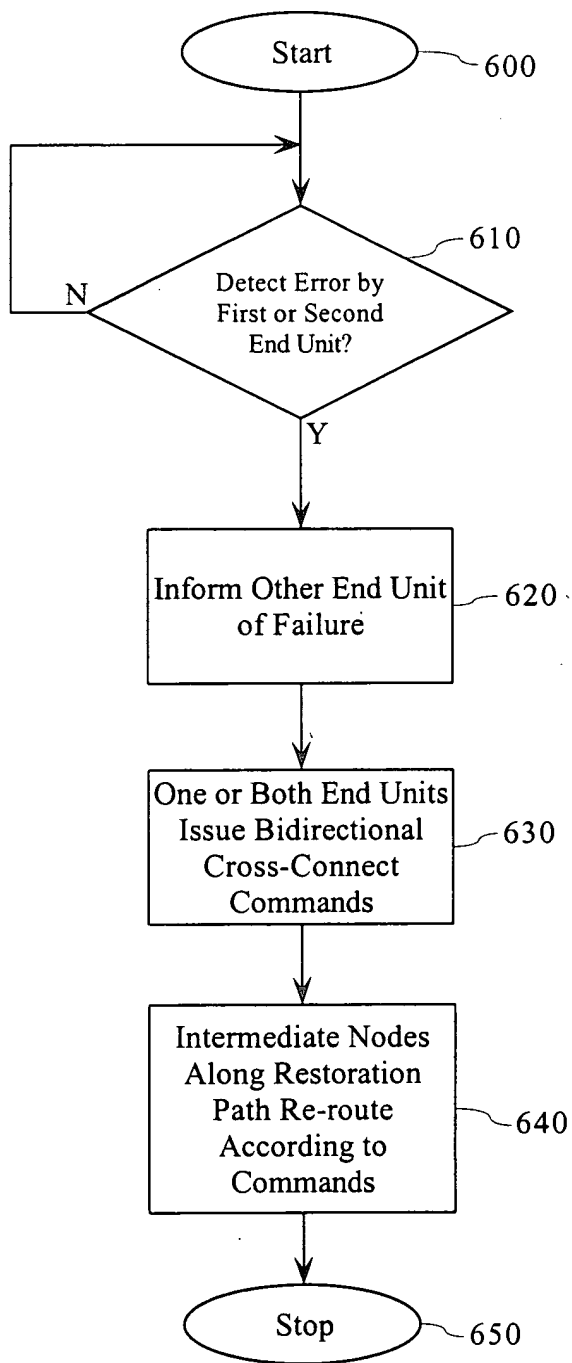 Start
600
610
Detect Error by
First or Second
End Unit?
N
Y
Inform Other End Unit
of Failure
620
One or Both End Units
Issue Bidirectional
Cross-Connect
Commands
630
Intermediate Nodes
Along Restoration
Path Re-route
According to
Commands
640
Stop
650